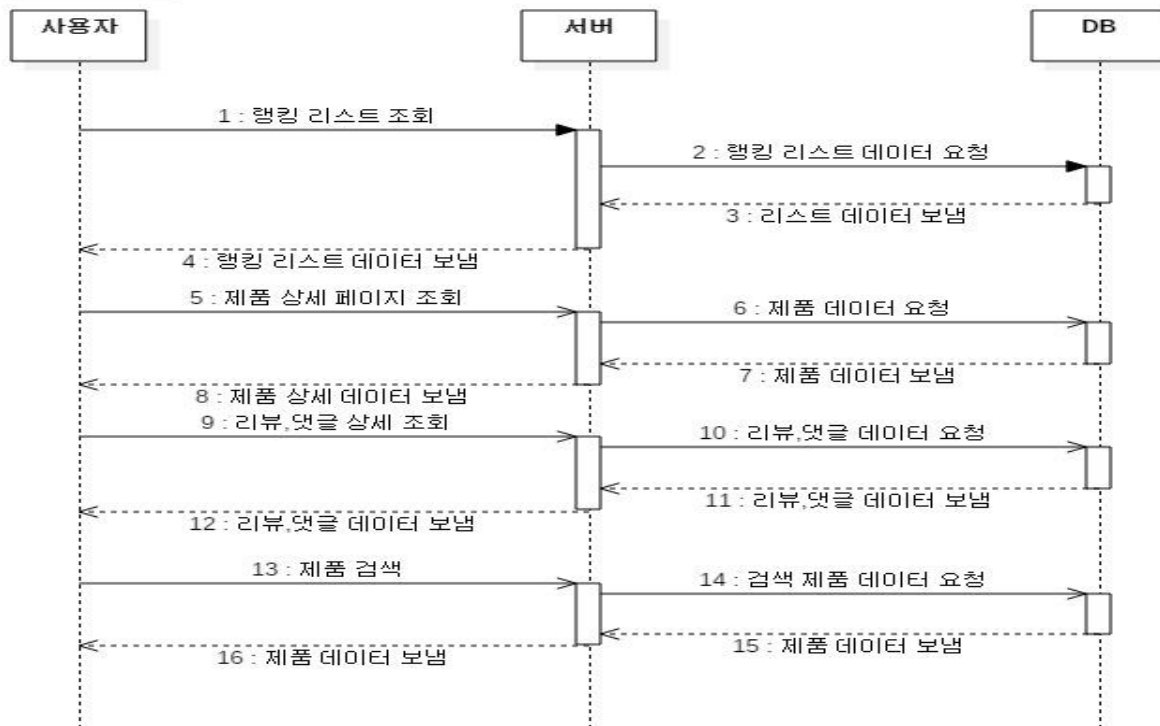 사용자
서버
DB
1 : 랭킹 리스트 조회
2 : 랭킹 리스트 데이터 요청
3 : 리스트 데이터 보냄
4 : 랭킹 리스트 데이터 보냄
5 : 제품 상세 페이지 조회
6 : 제품 데이터 요청
7 : 제품 데이터 보냄
8 : 제품 상세 데이터 보냄
9 : 리뷰,댓글 상세 조회
10 : 리뷰,댓글 데이터 요청
11 : 리뷰,댓글 데이터 보냄
12 : 리뷰,댓글 데이터 보냄
13 : 제품 검색
14 : 검색 제품 데이터 요청
15 : 제품 데이터 보냄
16 : 제품 데이터 보냄